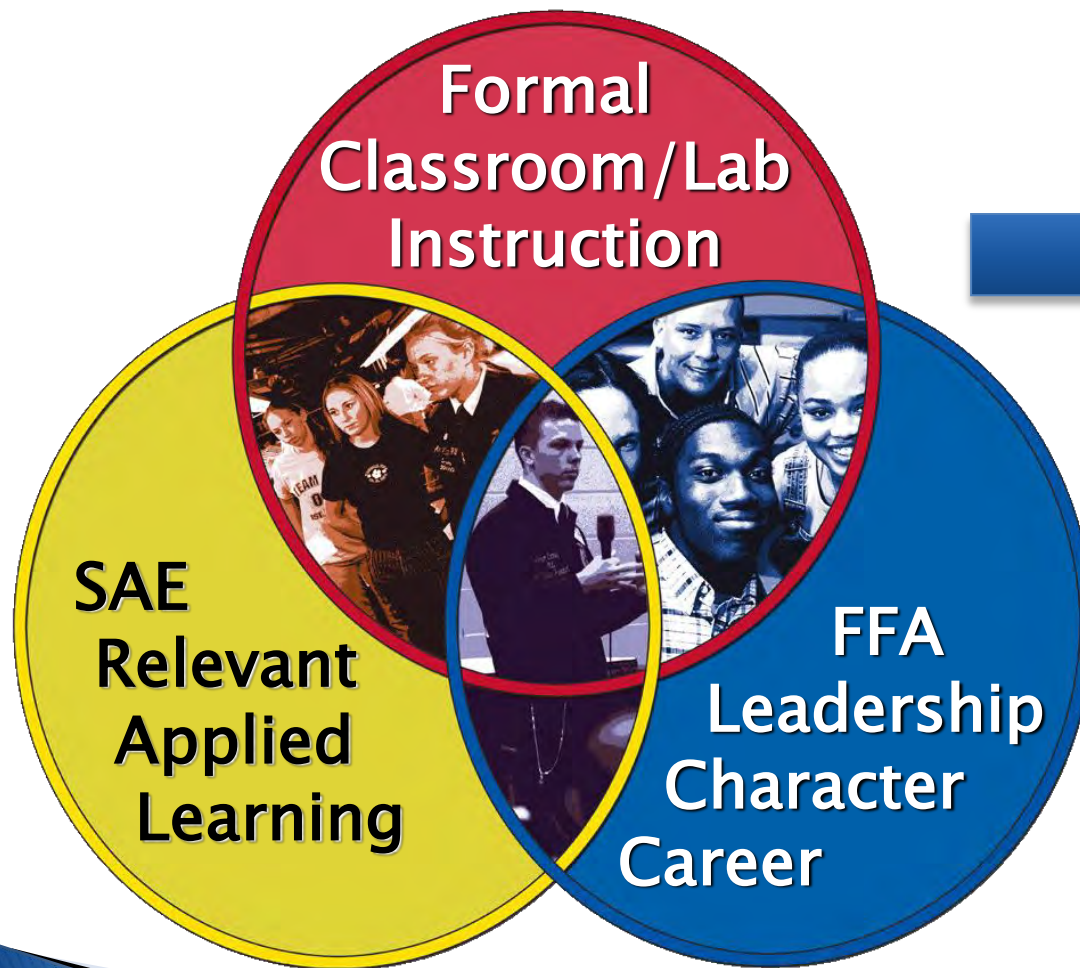 Formal
Classroom/Lab
Instruction
SAE
Relevant
Applied
Learning
FFA
Leadership
Character
Career